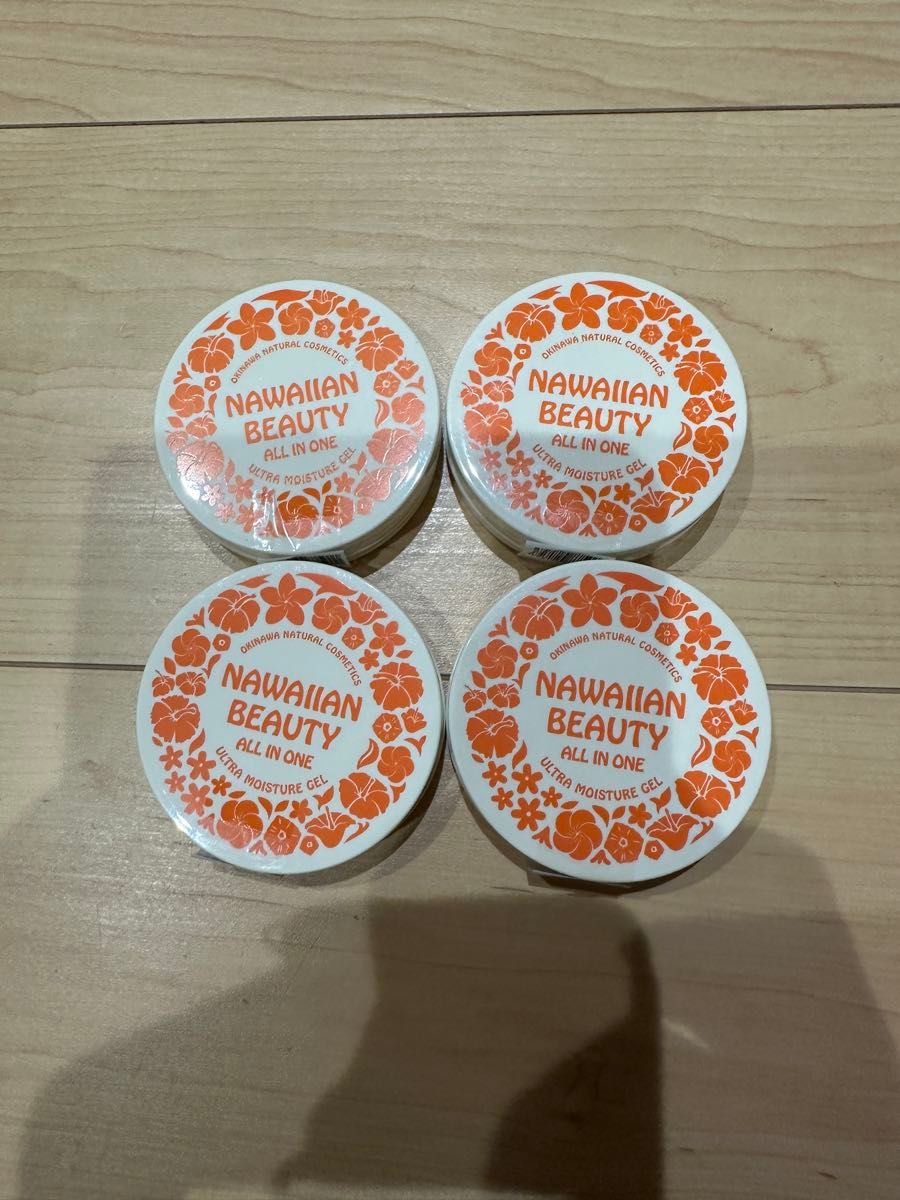 OKINAWA NATURAL COSMETICS
NAWAIIAN
BEAUTY
ALL IN ONE
ULTRA MOISTURE GEL
OKINAWA NATURAL COSMETICS
NAWAIIAN
BEAUTY
ALL IN ONE
ULTRA MOISTURE GEL
OKINAWA NATURAL COSMETICS
NAWAIIAN
BEAUTY
ALL IN ONE
ULTRA MOISTURE GEL
OKINAWA NATURAL COSMETICS
NAWAIIAN
BEAUTY
ALL IN ONE
ULTRA MOISTURE GEL